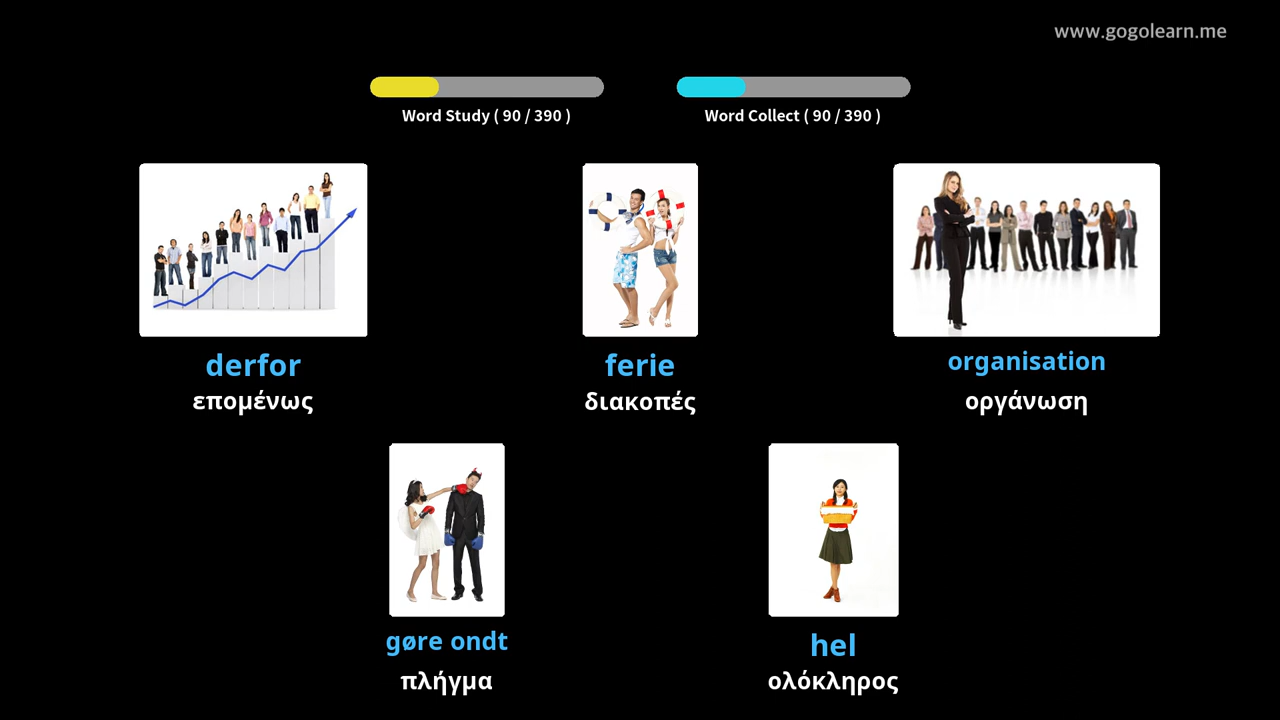 www.gogolearn.me
Word Study ( 90 / 390 )
Word Collect ( 90 / 390 )
derfor
επομένως
ferie
διακοπές
organisation
οργάνωση
gøre ondt
πλήγμα
hel
ολόκληρος